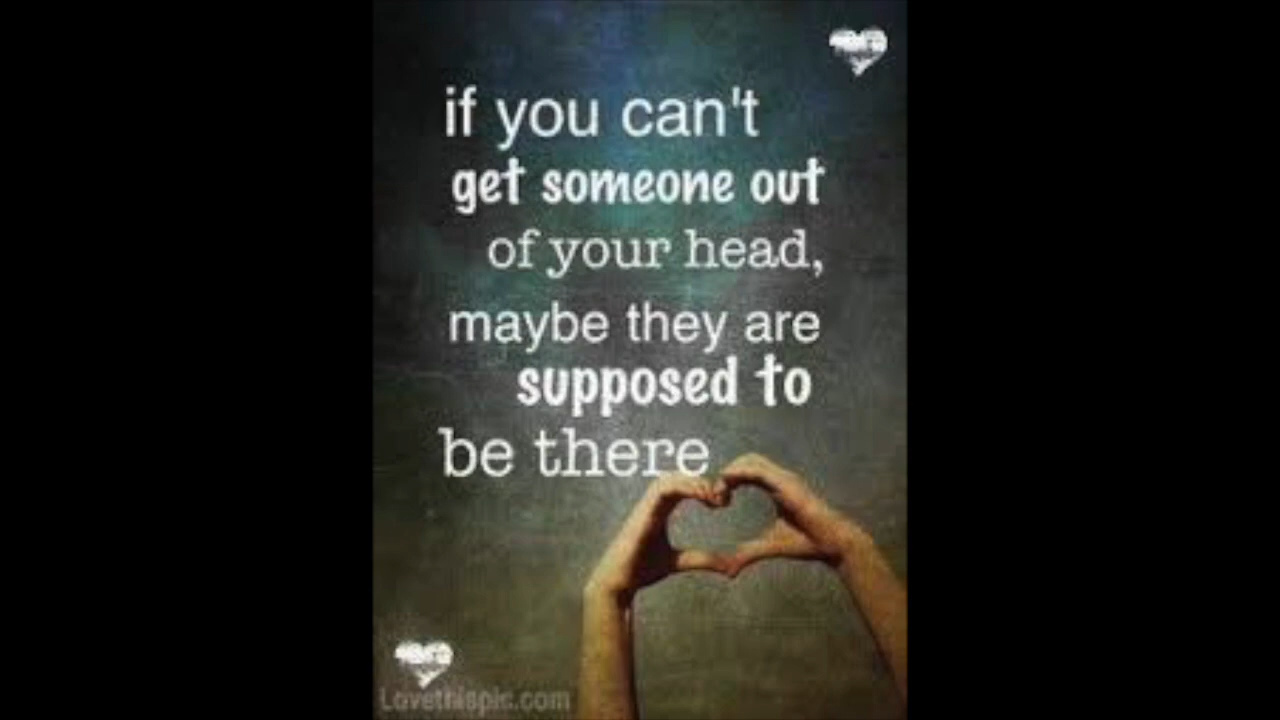 if you can't
get someone out
of your head,
maybe they are
supposed to
be there
Lovethispic.com